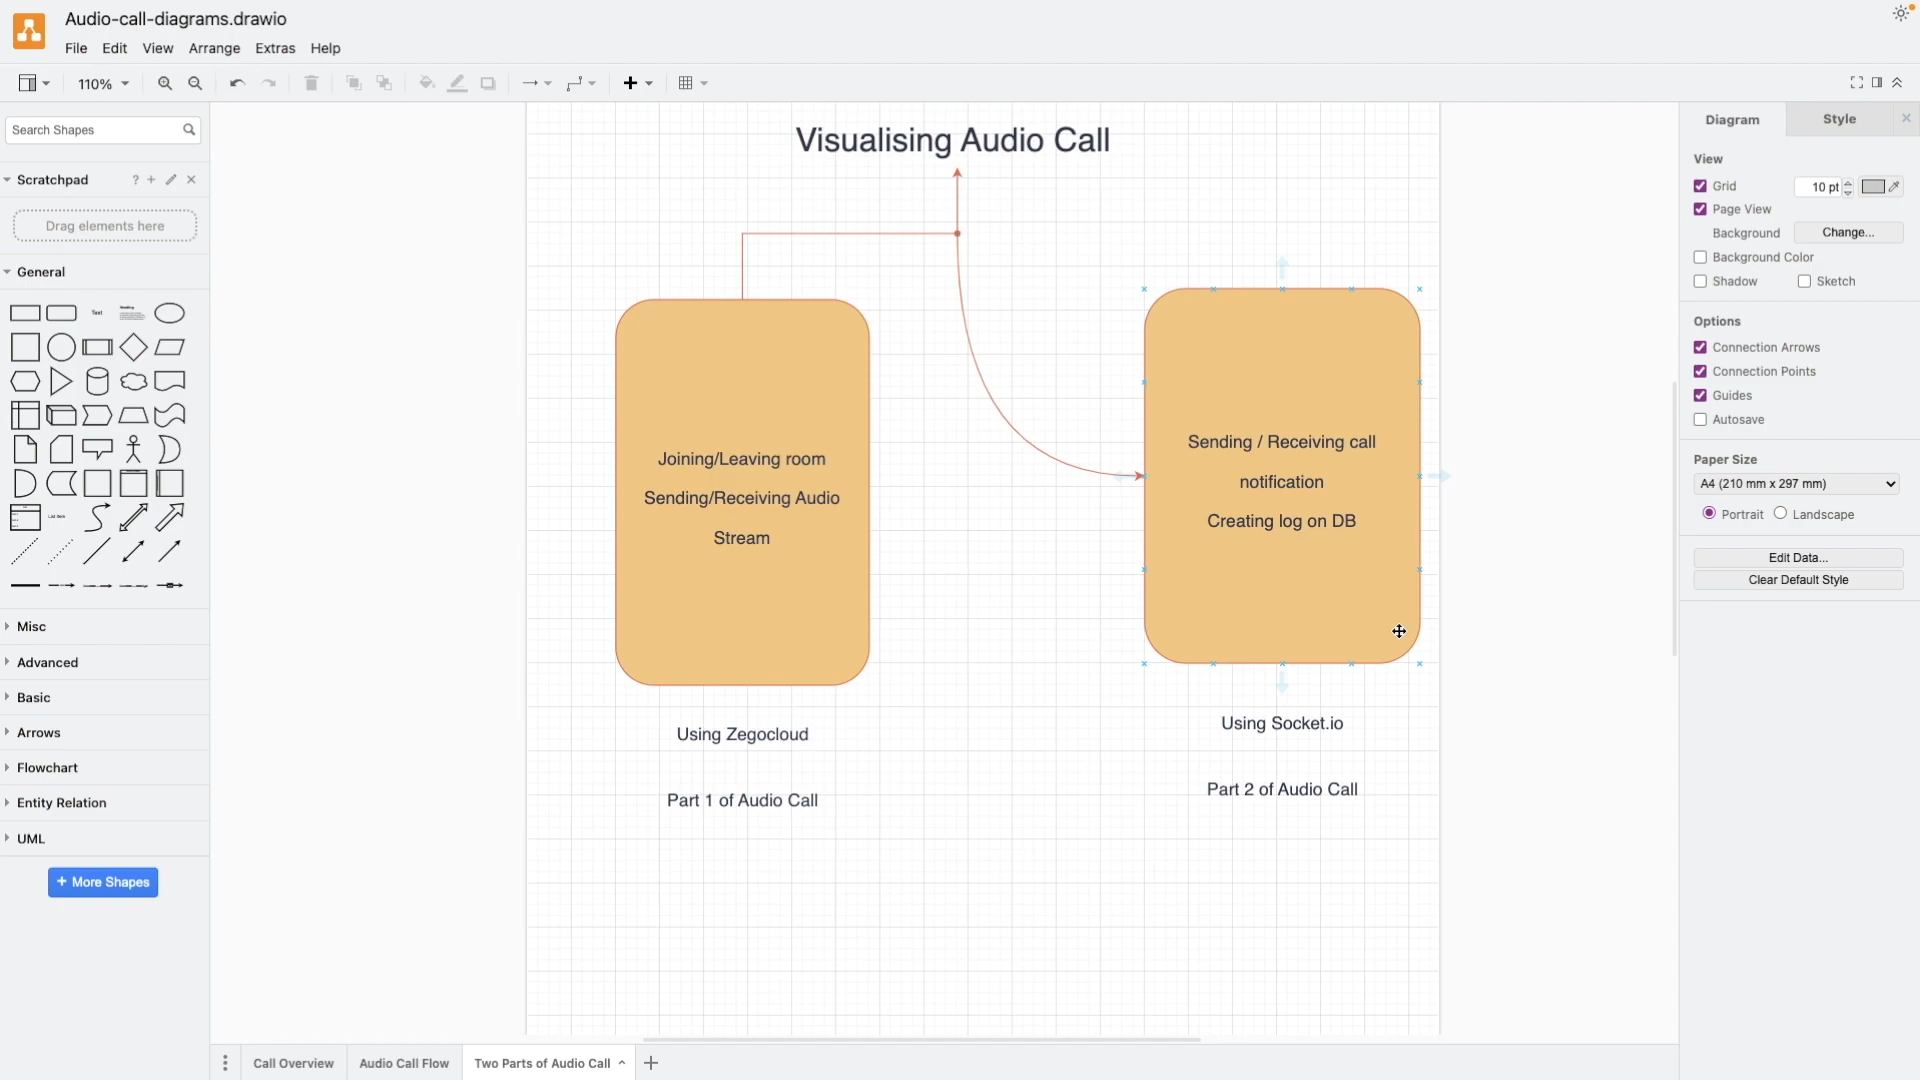 Audio-call-diagrams.drawio
File Edit View Arrange Extras Help
110%
Search Shapes
Scratchpad ?
Drag elements here
General
Text
Heading
List Item
Misc
Advanced
Basic
Arrows
Flowchart
Entity Relation
UML
+ More Shapes
Visualising Audio Call
Joining/Leaving room
Sending/Receiving Audio
Stream
Using Zegocloud
Part 1 of Audio Call
Sending / Receiving call
notification
Creating log on DB
Using Socket.io
Part 2 of Audio Call
Diagram Style
View
Grid 10 pt
Page View
Background Change...
Background Color
Shadow Sketch
Options
Connection Arrows
Connection Points
Guides
Autosave
Paper Size
A4 (210 mm x 297 mm)
Portrait Landscape
Edit Data...
Clear Default Style
Call Overview Audio Call Flow Two Parts of Audio Call